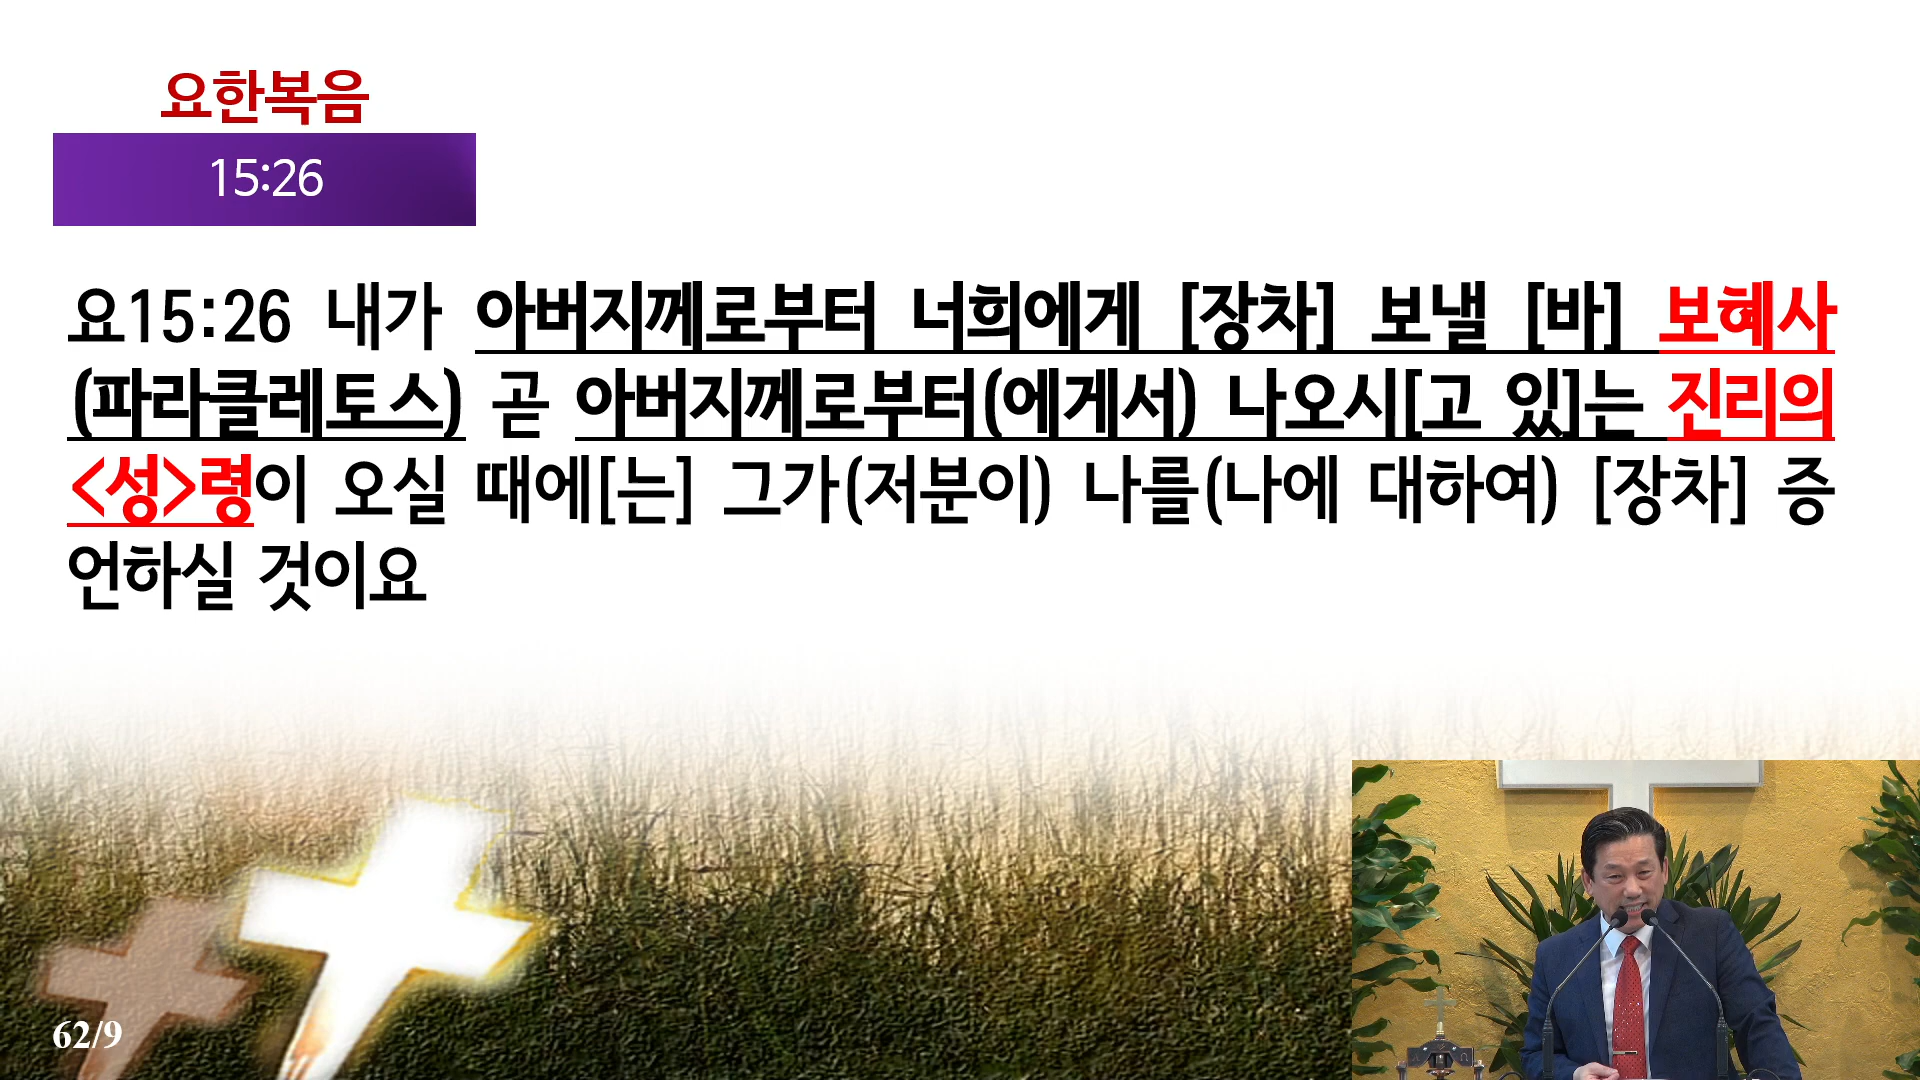 요한복음
15:26
요15:26 내가 아버지께로부터 너희에게 [장차] 보낼 [바] 보혜사
(파라클레토스) 곧 아버지께로부터(에게서) 나오시[고 있]는 진리의
<성>령이 오실 때에[는] 그가(저분이) 나를(나에 대하여) [장차] 증
언하실 것이요
62/9